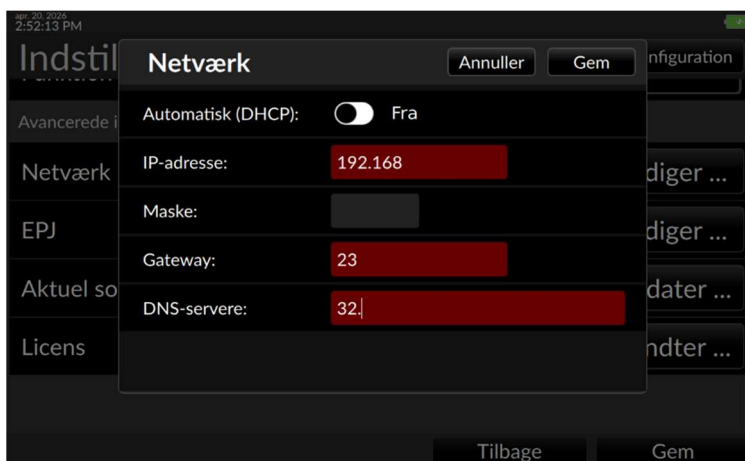 apr. 20, 2026
2:52:13 PM
Indstil
nfiguration
Netværk
Annuller
Gem
Avancerede i
Automatisk (DHCP):
Fra
Netværk
IP-adresse:
192.168
diger ...
Maske:
EPJ
diger ...
Gateway:
23
Aktuel so
dater ...
DNS-servere:
32.
Licens
ndter ...
Tilbage
Gem